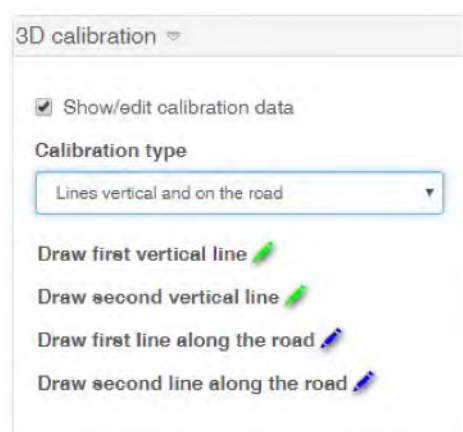 3D calibration
Show/edit calibration data
Calibration type
Lines vertical and on the road
Draw first vertical line
Draw second vertical line
Draw first line along the road
Draw second line along the road